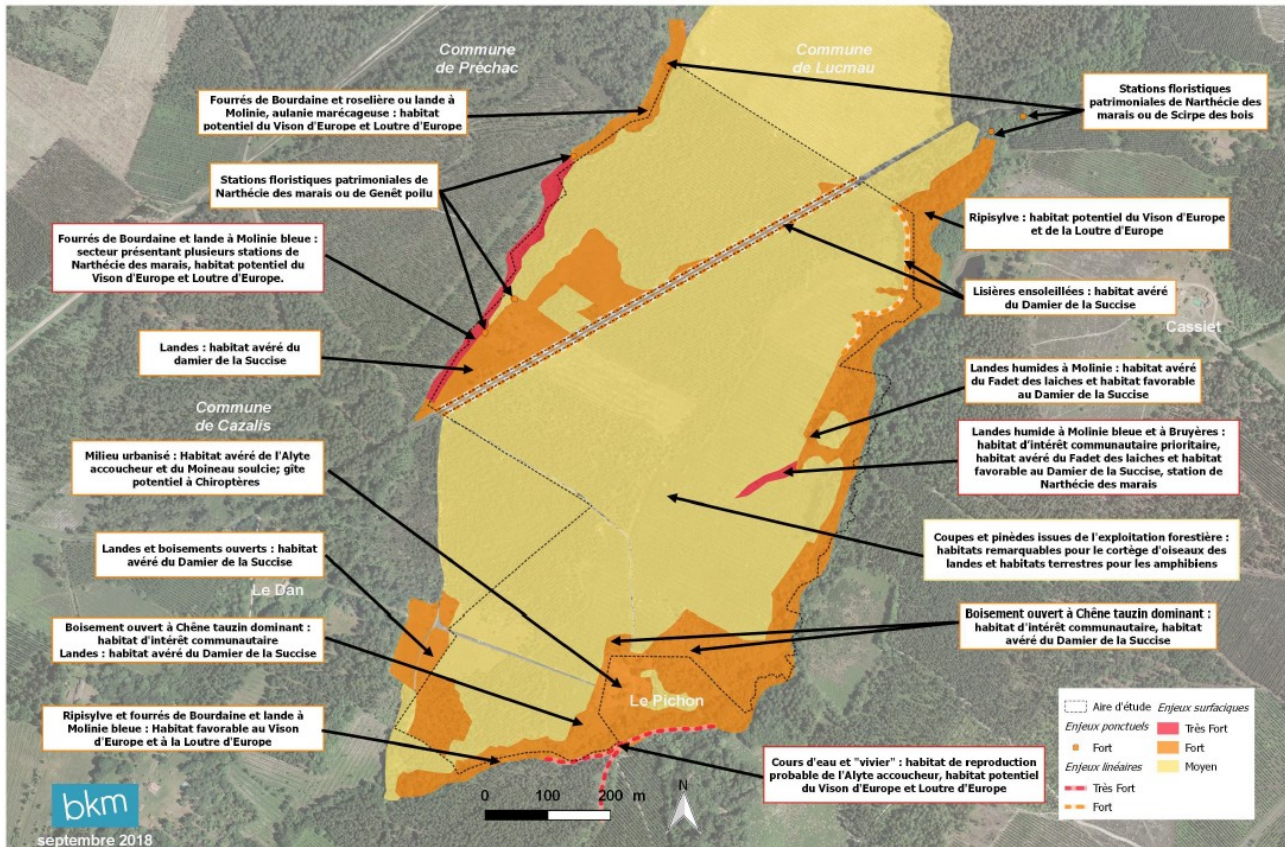 Commune
de Préchac
Commune
de Lucmau
Fourrés de Bourdaine et roselière ou lande à
Molinie, aulanie marécageuse : habitat
potentiel du Vison d'Europe et Loutre d'Europe
Stations floristiques patrimoniales de
Narthécie des marais ou de Genêt poilu
Fourrés de Bourdaine et lande à Molinie bleue :
secteur présentant plusieurs stations de
Narthécie des marais, habitat potentiel du
Vison d'Europe et Loutre d'Europe.
Landes : habitat avéré du
damier de la Succise
Commune
de Cazalis
Milieu urbanisé : Habitat avéré de l'Alyte
accoucheur et du Moineau soulcie; gîte
potentiel à Chiroptères
Landes et boisements ouverts : habitat
avéré du Damier de la Succise
Le Dan
Boisement ouvert à Chêne tauzin dominant :
habitat d'intérêt communautaire
Landes : habitat avéré du Damier de la Succise
Ripisylve et fourrés de Bourdaine et lande à
Molinie bleue : Habitat favorable au Vison
d'Europe et à la Loutre d'Europe
bkm
septembre 2018
Stations floristiques
patrimoniales de Narthécie des
marais ou de Scirpe des bois
Ripisylve : habitat potentiel du Vison d'Europe
et de la Loutre d'Europe
Lisières ensoleillées : habitat avéré
du Damier de la Succise
Cassiet
Landes humides à Molinie : habitat avéré
du Fadet des laiches et habitat favorable
au Damier de la Succise
Landes humide à Molinie bleue et à Bruyères :
habitat d'intérêt communautaire prioritaire,
habitat avéré du Fadet des laiches et habitat
favorable au Damier de la Succise, station de
Narthécie des marais
Coupes et pinèdes issues de l'exploitation forestière :
habitats remarquables pour le cortège d'oiseaux des
landes et habitats terrestres pour les amphibiens
Boisement ouvert à Chêne tauzin dominant :
habitat d'intérêt communautaire, habitat
avéré du Damier de la Succise
Le Pichon
Cours d'eau et "vivier" : habitat de reproduction
probable de l'Alyte accoucheur, habitat potentiel
du Vison d'Europe et Loutre d'Europe
0 100 200 m
N
Aire d'étude
Enjeux ponctuels
Fort
Enjeux linéaires
Très Fort
Fort
Enjeux surfaciques
Très Fort
Fort
Moyen